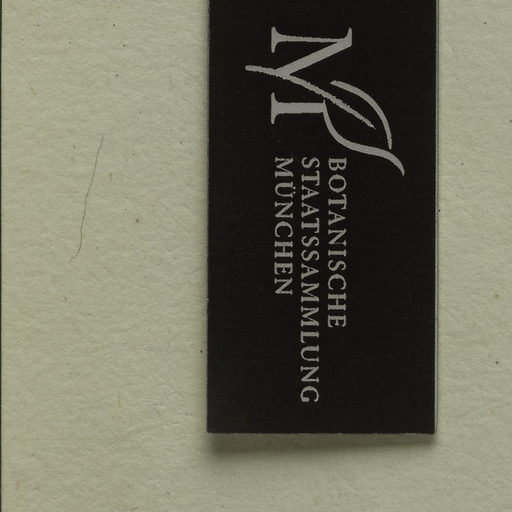 M
BOTANISCHE
STAATSSAMMLUNG
MÜNCHEN